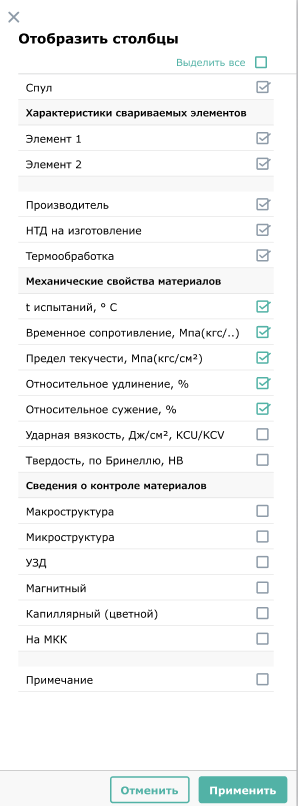 Отобразить столбцы
Выделить все
Спул
Характеристики свариваемых элементов
Элемент 1
Элемент 2
Производитель
НТД на изготовление
Термообработка
Механические свойства материалов
t испытаний, ° С
Временное сопротивление, Мпа(кгс/..)
Предел текучести, Мпа(кгс/см²)
Относительное удлинение, %
Относительное сужение, %
Ударная вязкость, Дж/см², KCU/KCV
Твердость, по Бринеллю, НВ
Сведения о контроле материалов
Макроструктура
Микроструктура
УЗД
Магнитный
Капиллярный (цветной)
На МКК
Примечание
Отменить Применить